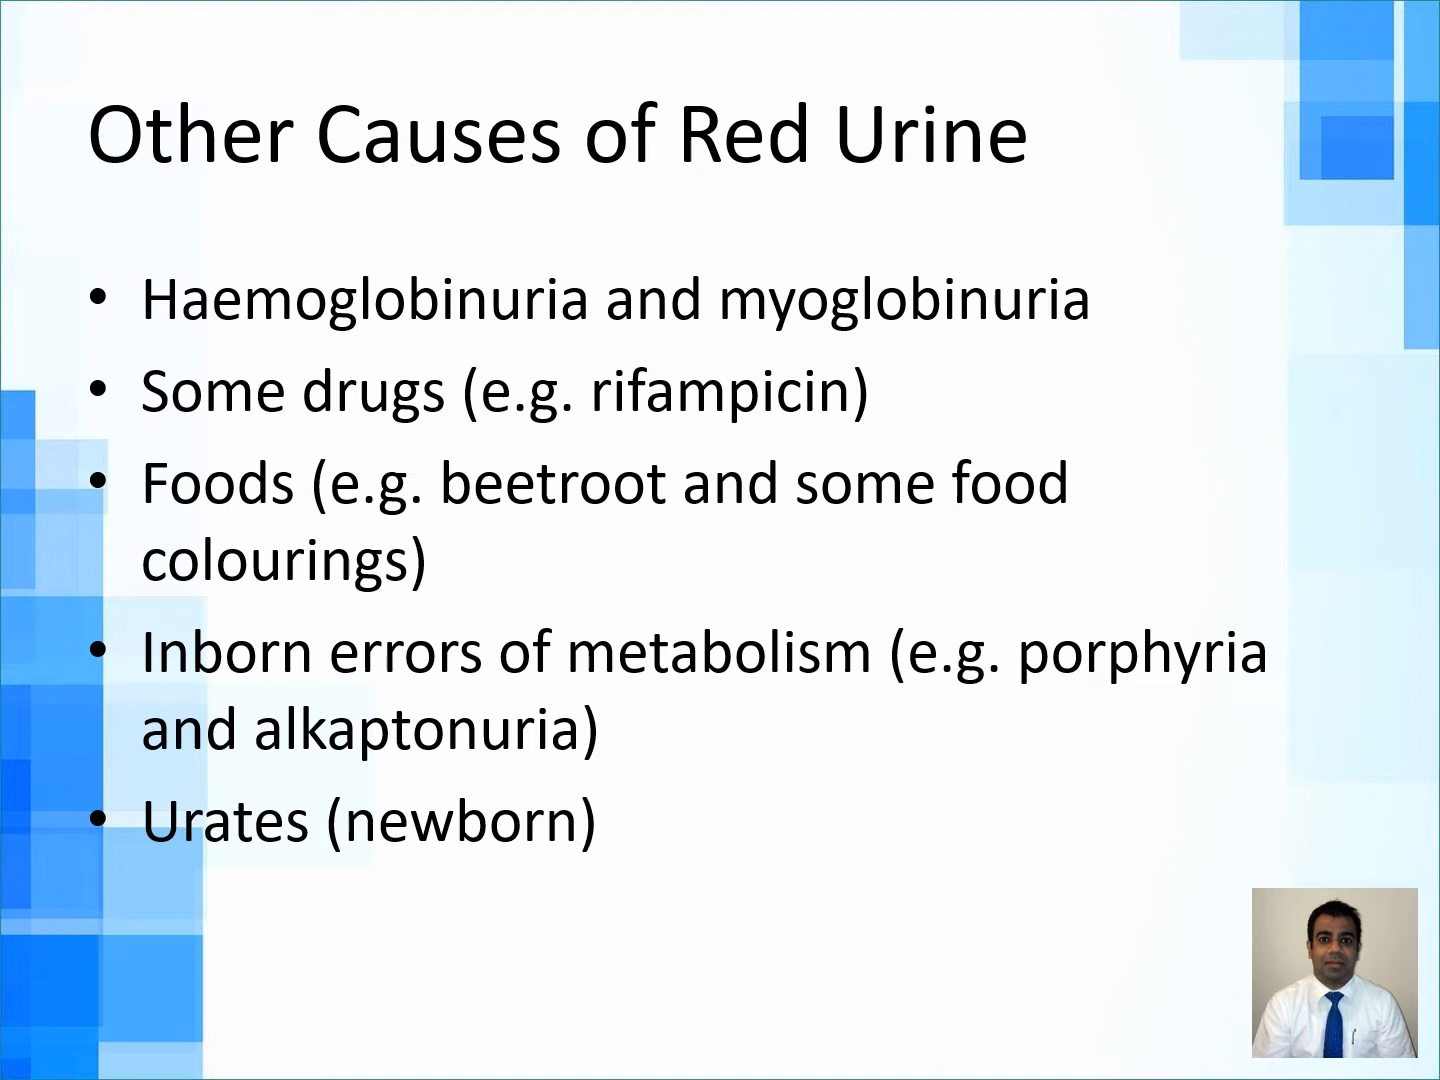 Other Causes of Red Urine
• Haemoglobinuria and myoglobinuria
• Some drugs (e.g. rifampicin)
• Foods (e.g. beetroot and some food
colourings)
• Inborn errors of metabolism (e.g. porphyria
and alkaptonuria)
• Urates (newborn)